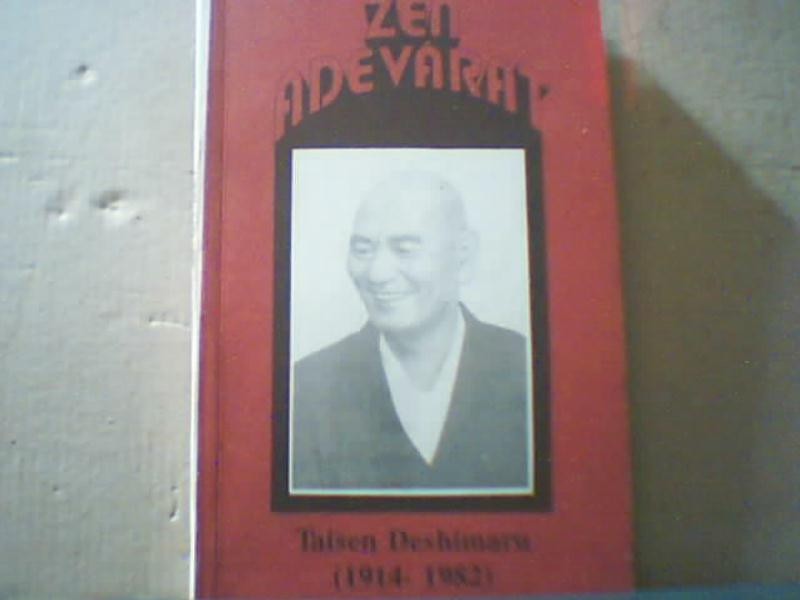 ZEN
ADEVĂRAT
Taisen Deshimaru
(1914- 1982)